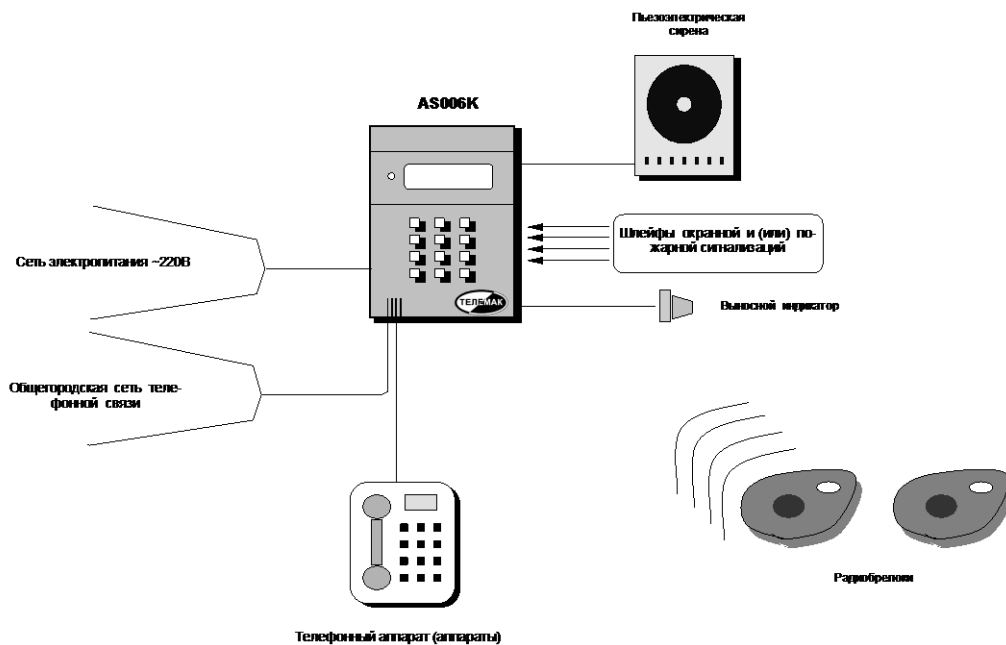 Пьезоэлектрическая
сирена
AS006K
Шлейфы охранной и (или) по-
жарной сигнализаций
Сеть электропитания ~220В
ТЕЛЕМАК
Выносной индикатор
Общегородская сеть теле-
фонной связи
Радиобрелоки
Телефонный аппарат (аппараты)